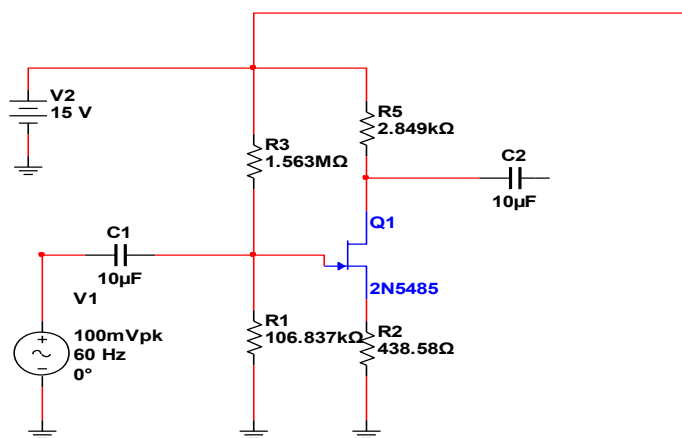 V2
15 V
R5
2.849kΩ
R3
1.563MΩ
C2
10µF
Q1
C1
10µF
2N5485
V1
R1
106.837kΩ
R2
438.58Ω
100mVpk
60 Hz
0°